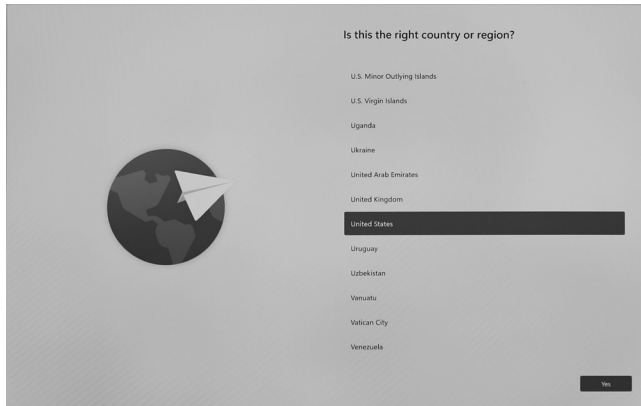 Is this the right country or region?
U.S. Minor Outlying Islands
U.S. Virgin Islands
Uganda
Ukraine
United Arab Emirates
United Kingdom
United States
Uruguay
Uzbekistan
Vanuatu
Vatican City
Venezuela
Yes